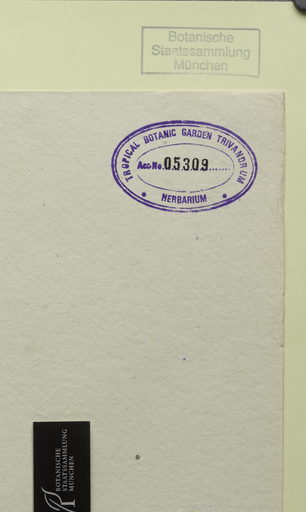 Botanische
Staatssammlung
München
TROPICAL BOTANIC GARDEN TRIVANDRUM
Acc. No. 05309
* HERBARIUM *
BOTANISCHE
STAATSSAMMLUNG
MÜNCHEN